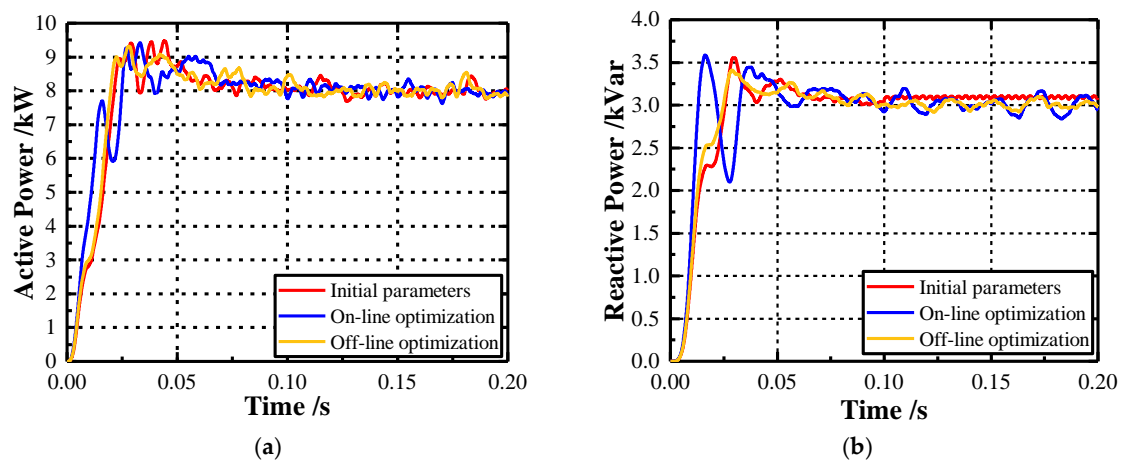 10
9
8
7
6
5
4
3
2
1
0
Active Power /kW
Initial parameters
On-line optimization
Off-line optimization
0.00 0.05 0.10 0.15 0.20
Time /s
(a)
4.0
3.5
3.0
2.5
2.0
1.5
1.0
0.5
0.0
Reactive Power /kVar
Initial parameters
On-line optimization
Off-line optimization
0.00 0.05 0.10 0.15 0.20
Time /s
(b)